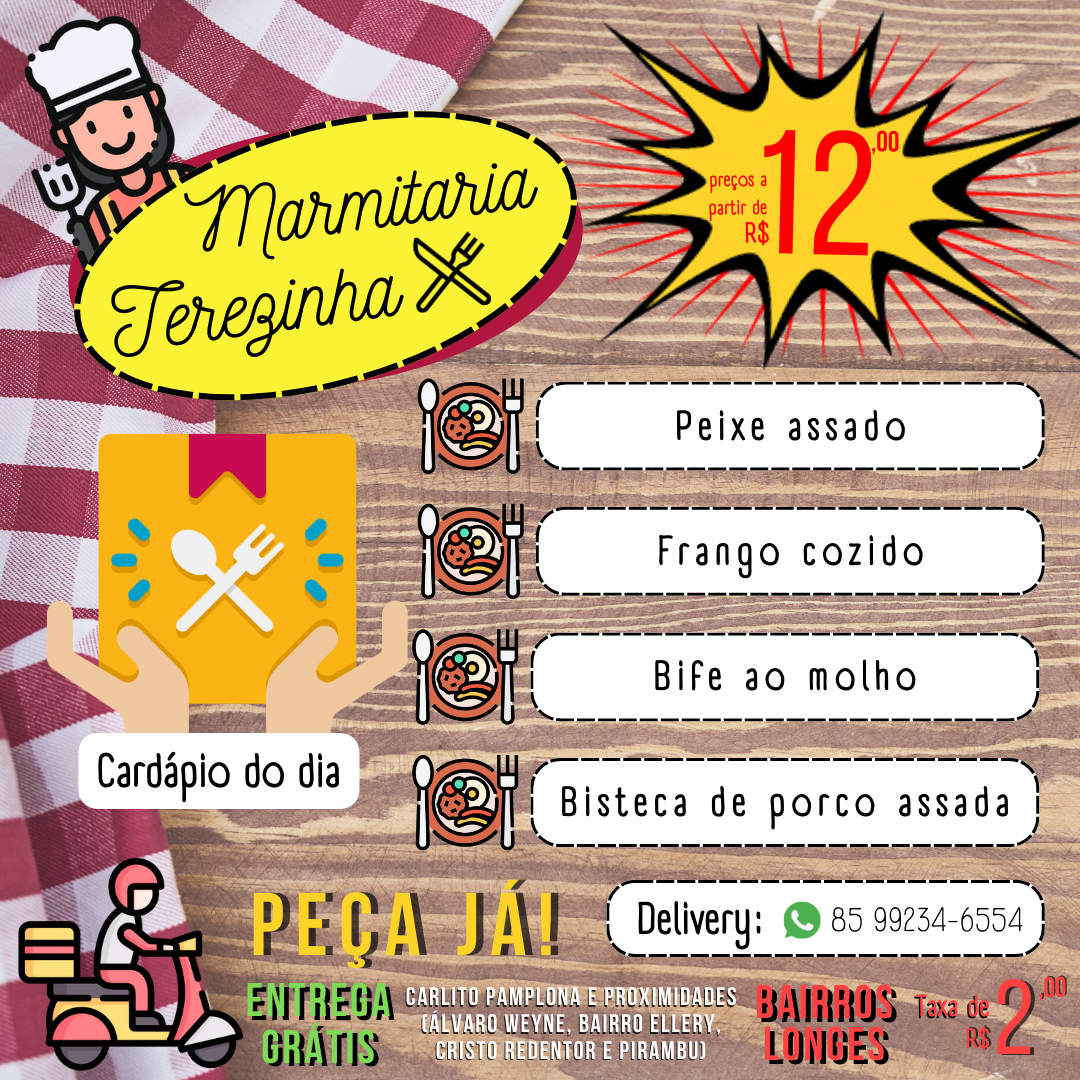 Marmitaria
Terezinha
preços a
partir de
R$ 12,00
Peixe assado
Frango cozido
Bife ao molho
Bisteca de porco assada
Cardápio do dia
PEÇA JÁ!
Delivery: 85 99234-6554
ENTREGA
GRÁTIS
CARLITO PAMPLONA E PROXIMIDADES
(ÁLVARO WEYNE, BAIRRO ELLERY,
CRISTO REDENTOR E PIRAMBU)
BAIRROS
LONGES
Taxa de
R$ 2,00